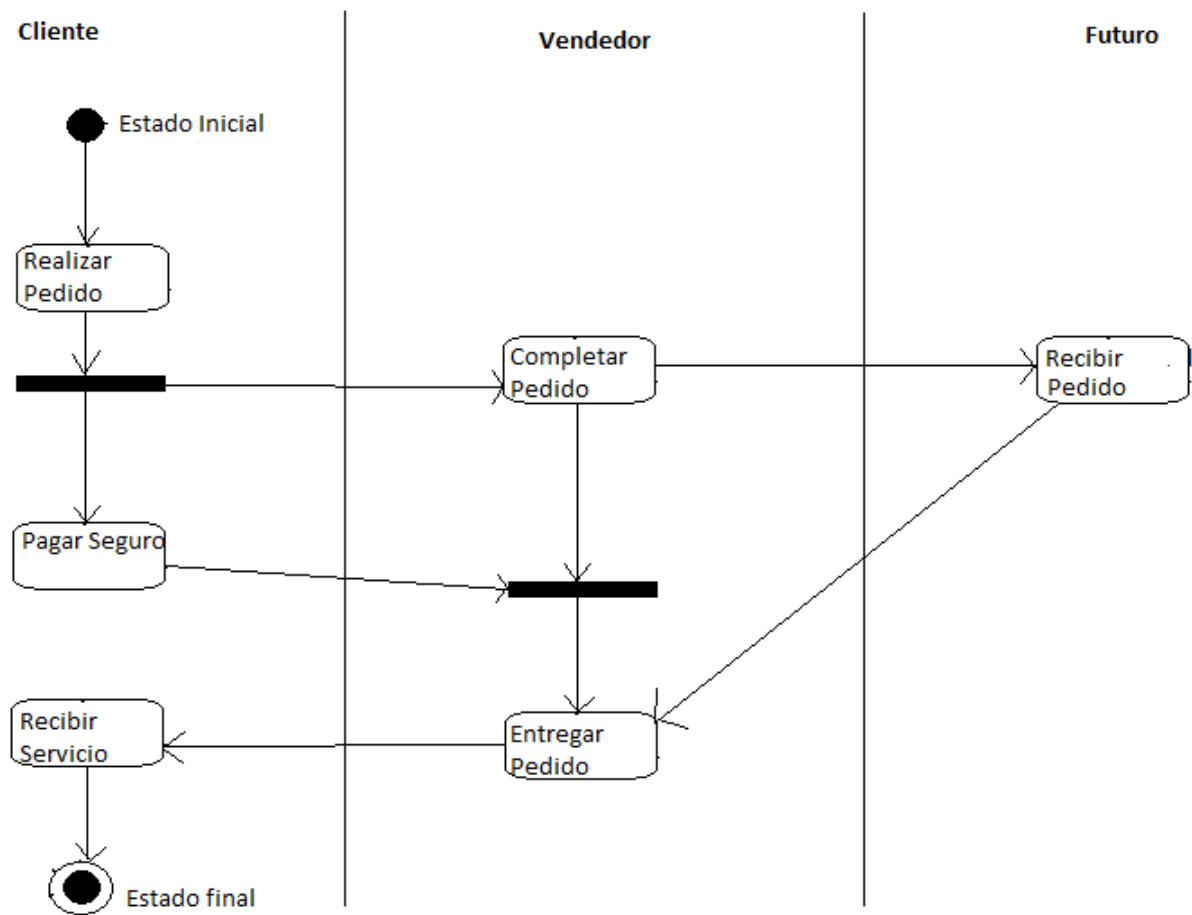 Cliente
Vendedor
Futuro
Estado Inicial
Realizar
Pedido
Completar
Pedido
Recibir
Pedido
Pagar Seguro
Recibir
Servicio
Entregar
Pedido
Estado final